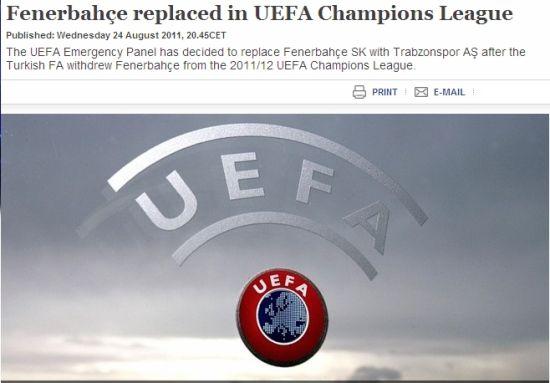 Fenerbahçe replaced in UEFA Champions League
Published: Wednesday 24 August 2011, 20.45CET
The UEFA Emergency Panel has decided to replace Fenerbahçe SK with Trabzonspor AŞ after the
Turkish FA withdrew Fenerbahçe from the 2011/12 UEFA Champions League.
PRINT E-MAIL
UEFA
UEFA